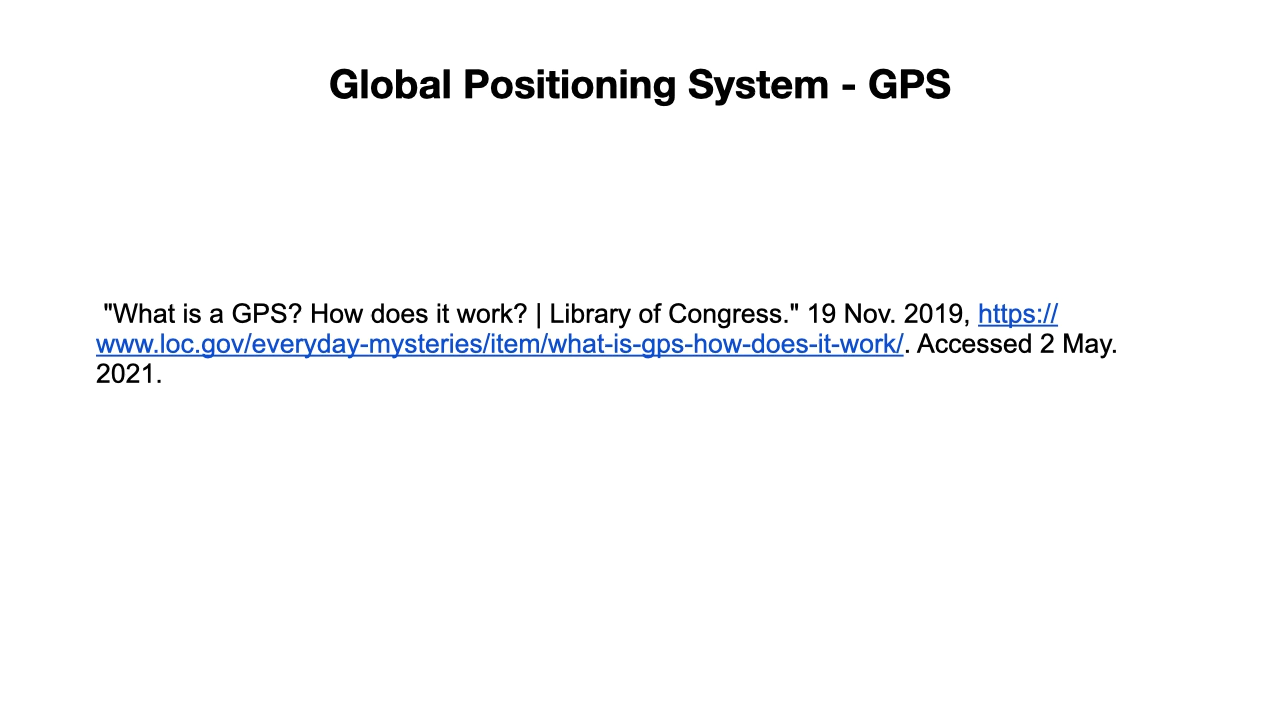 Global Positioning System - GPS
"What is a GPS? How does it work? | Library of Congress." 19 Nov. 2019, https://
www.loc.gov/everyday-mysteries/item/what-is-gps-how-does-it-work/. Accessed 2 May.
2021.